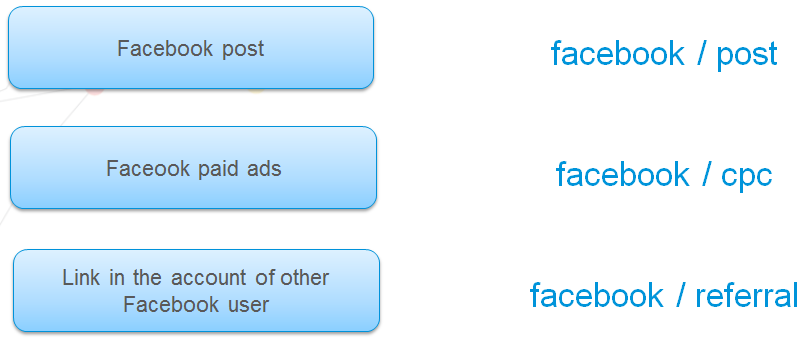 Facebook post
facebook / post
Faceook paid ads
facebook / cpc
Link in the account of other
Facebook user
facebook / referral